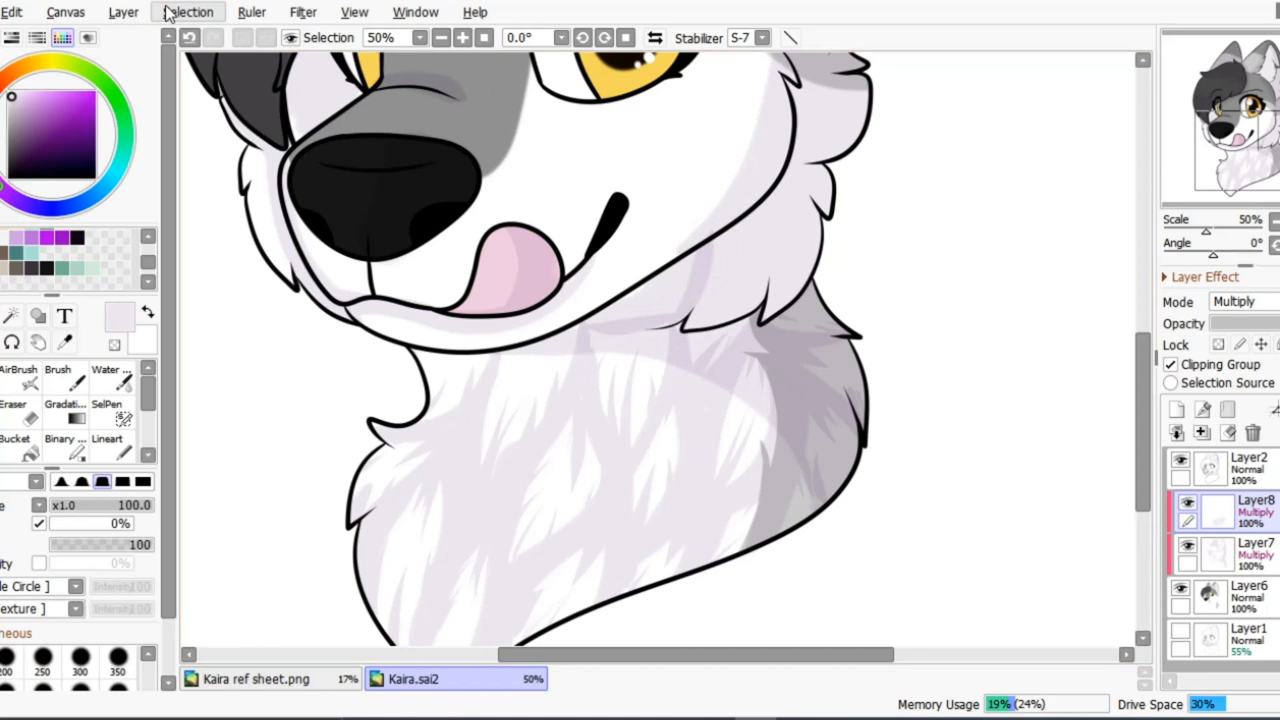 Edit Canvas Layer Selection Ruler Filter View Window Help
Selection 50% 0.0° Stabilizer S-7
Scale 50%
Angle 0°
Layer Effect
Mode Multiply
Opacity
Lock
Clipping Group
Selection Source
T
AirBrush Brush Water ...
Eraser Gradati... SelPen
Bucket Binary ... Lineart
x1.0 100.0
0%
100
0%
le Circle ] Intensity 100
exture ] Intensity 100
neous
200 250 300 350
Layer2
Normal
100%
Layer8
Multiply
100%
Layer7
Multiply
100%
Layer6
Normal
100%
Layer1
Normal
55%
Kaira ref sheet.png 17% Kaira.sai2 50%
Memory Usage 19% (24%) Drive Space 30%